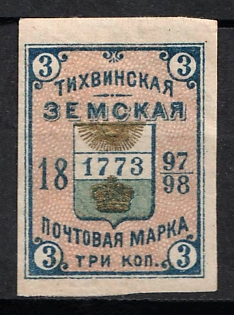 3 3
ТИХВИНСКАЯ
ЗЕМСКАЯ
18 1773 97/98
ПОЧТОВАЯ МАРКА
3 ТРИ КОП. 3